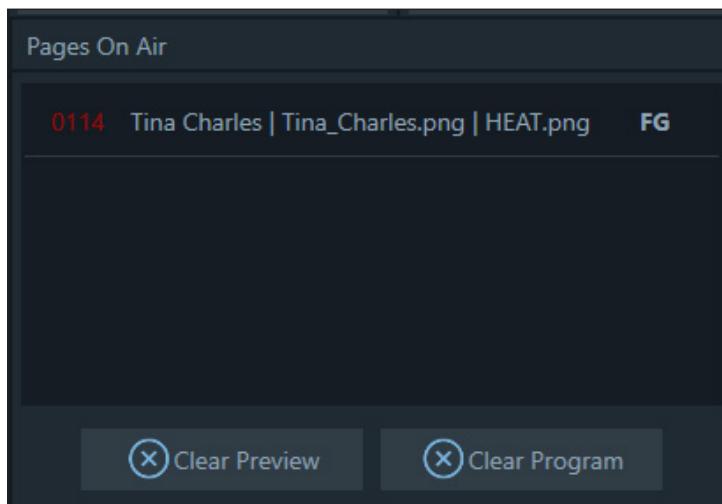 Pages On Air
0114 Tina Charles | Tina_Charles.png | HEAT.png FG
Clear Preview Clear Program